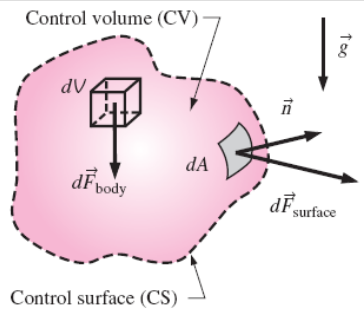 Control volume (CV)
g⃗
dV
n⃗
dA
dF⃗body
dF⃗surface
Control surface (CS)